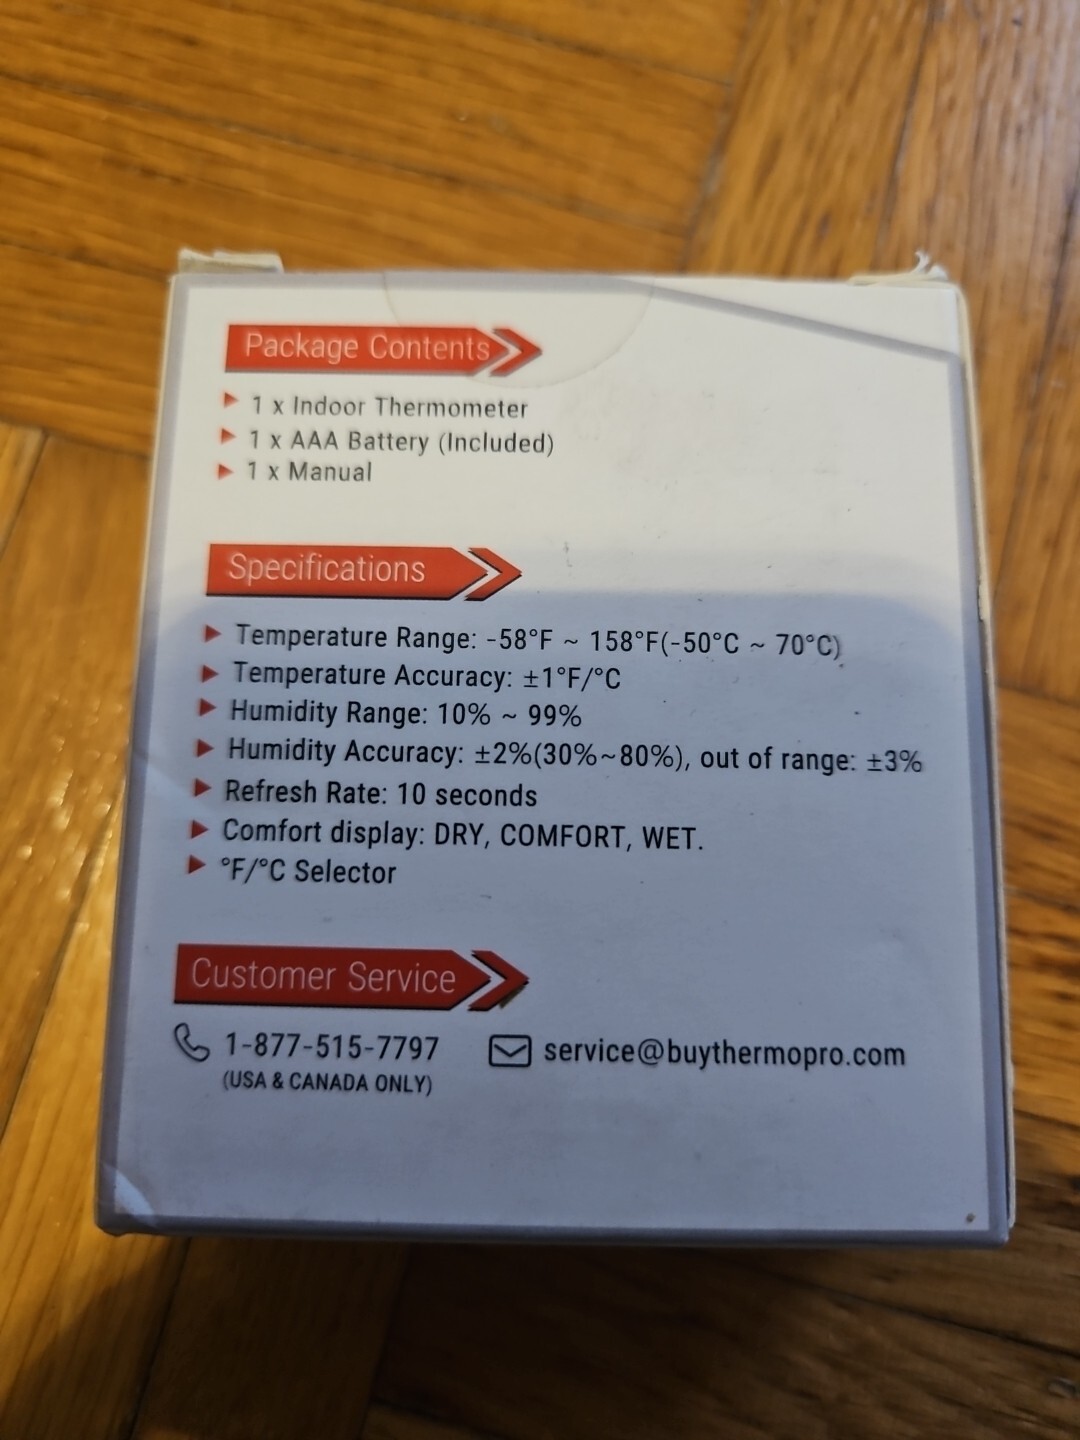 Package Contents
1 x Indoor Thermometer
1 x AAA Battery (Included)
1 x Manual
Specifications
Temperature Range: -58°F ~ 158°F(-50°C ~ 70°C)
Temperature Accuracy: ±1°F/°C
Humidity Range: 10% ~ 99%
Humidity Accuracy: ±2%(30%~80%), out of range: ±3%
Refresh Rate: 10 seconds
Comfort display: DRY, COMFORT, WET.
°F/°C Selector
Customer Service
1-877-515-7797 service@buythermopro.com
(USA & CANADA ONLY)